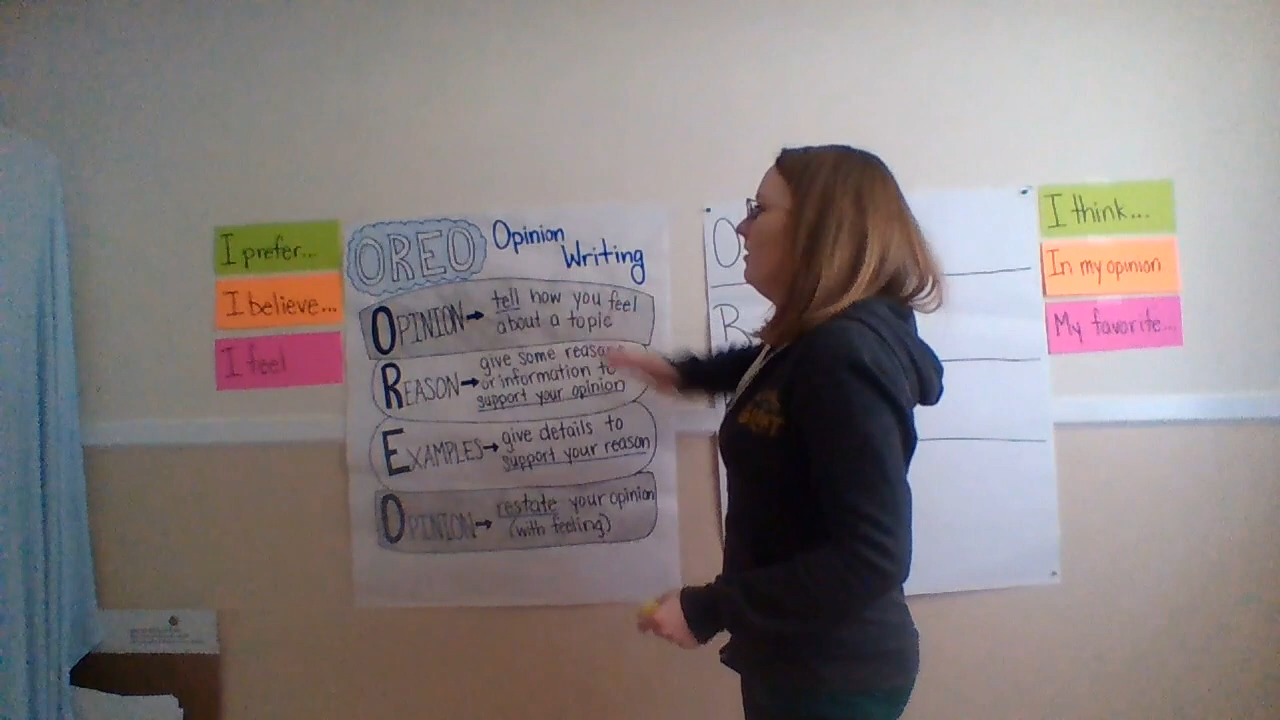 I prefer...
I believe...
I feel
OREO
Opinion
Writing
OPINION→ tell how you feel
about a topic
REASON→ give some reasons
or information to
support your opinion
EXAMPLES→ give details to
support your reason
OPINION→ restate your opinion
(with feeling)
O
R
I think...
In my opinion
My favorite...